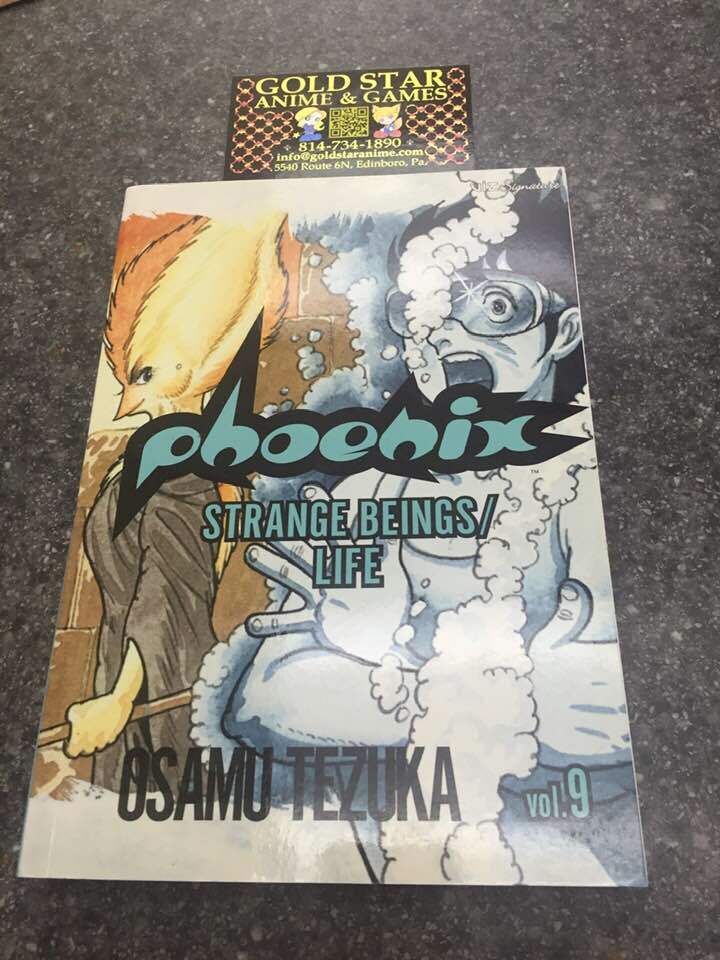 GOLD STAR
ANIME & GAMES
814-734-1890
info@goldstaranime.com
5540 Route 6N, Edinboro, Pa.
VIZ Signature
phoenix
TM
STRANGE BEINGS/
LIFE
OSAMU TEZUKA
vol.9